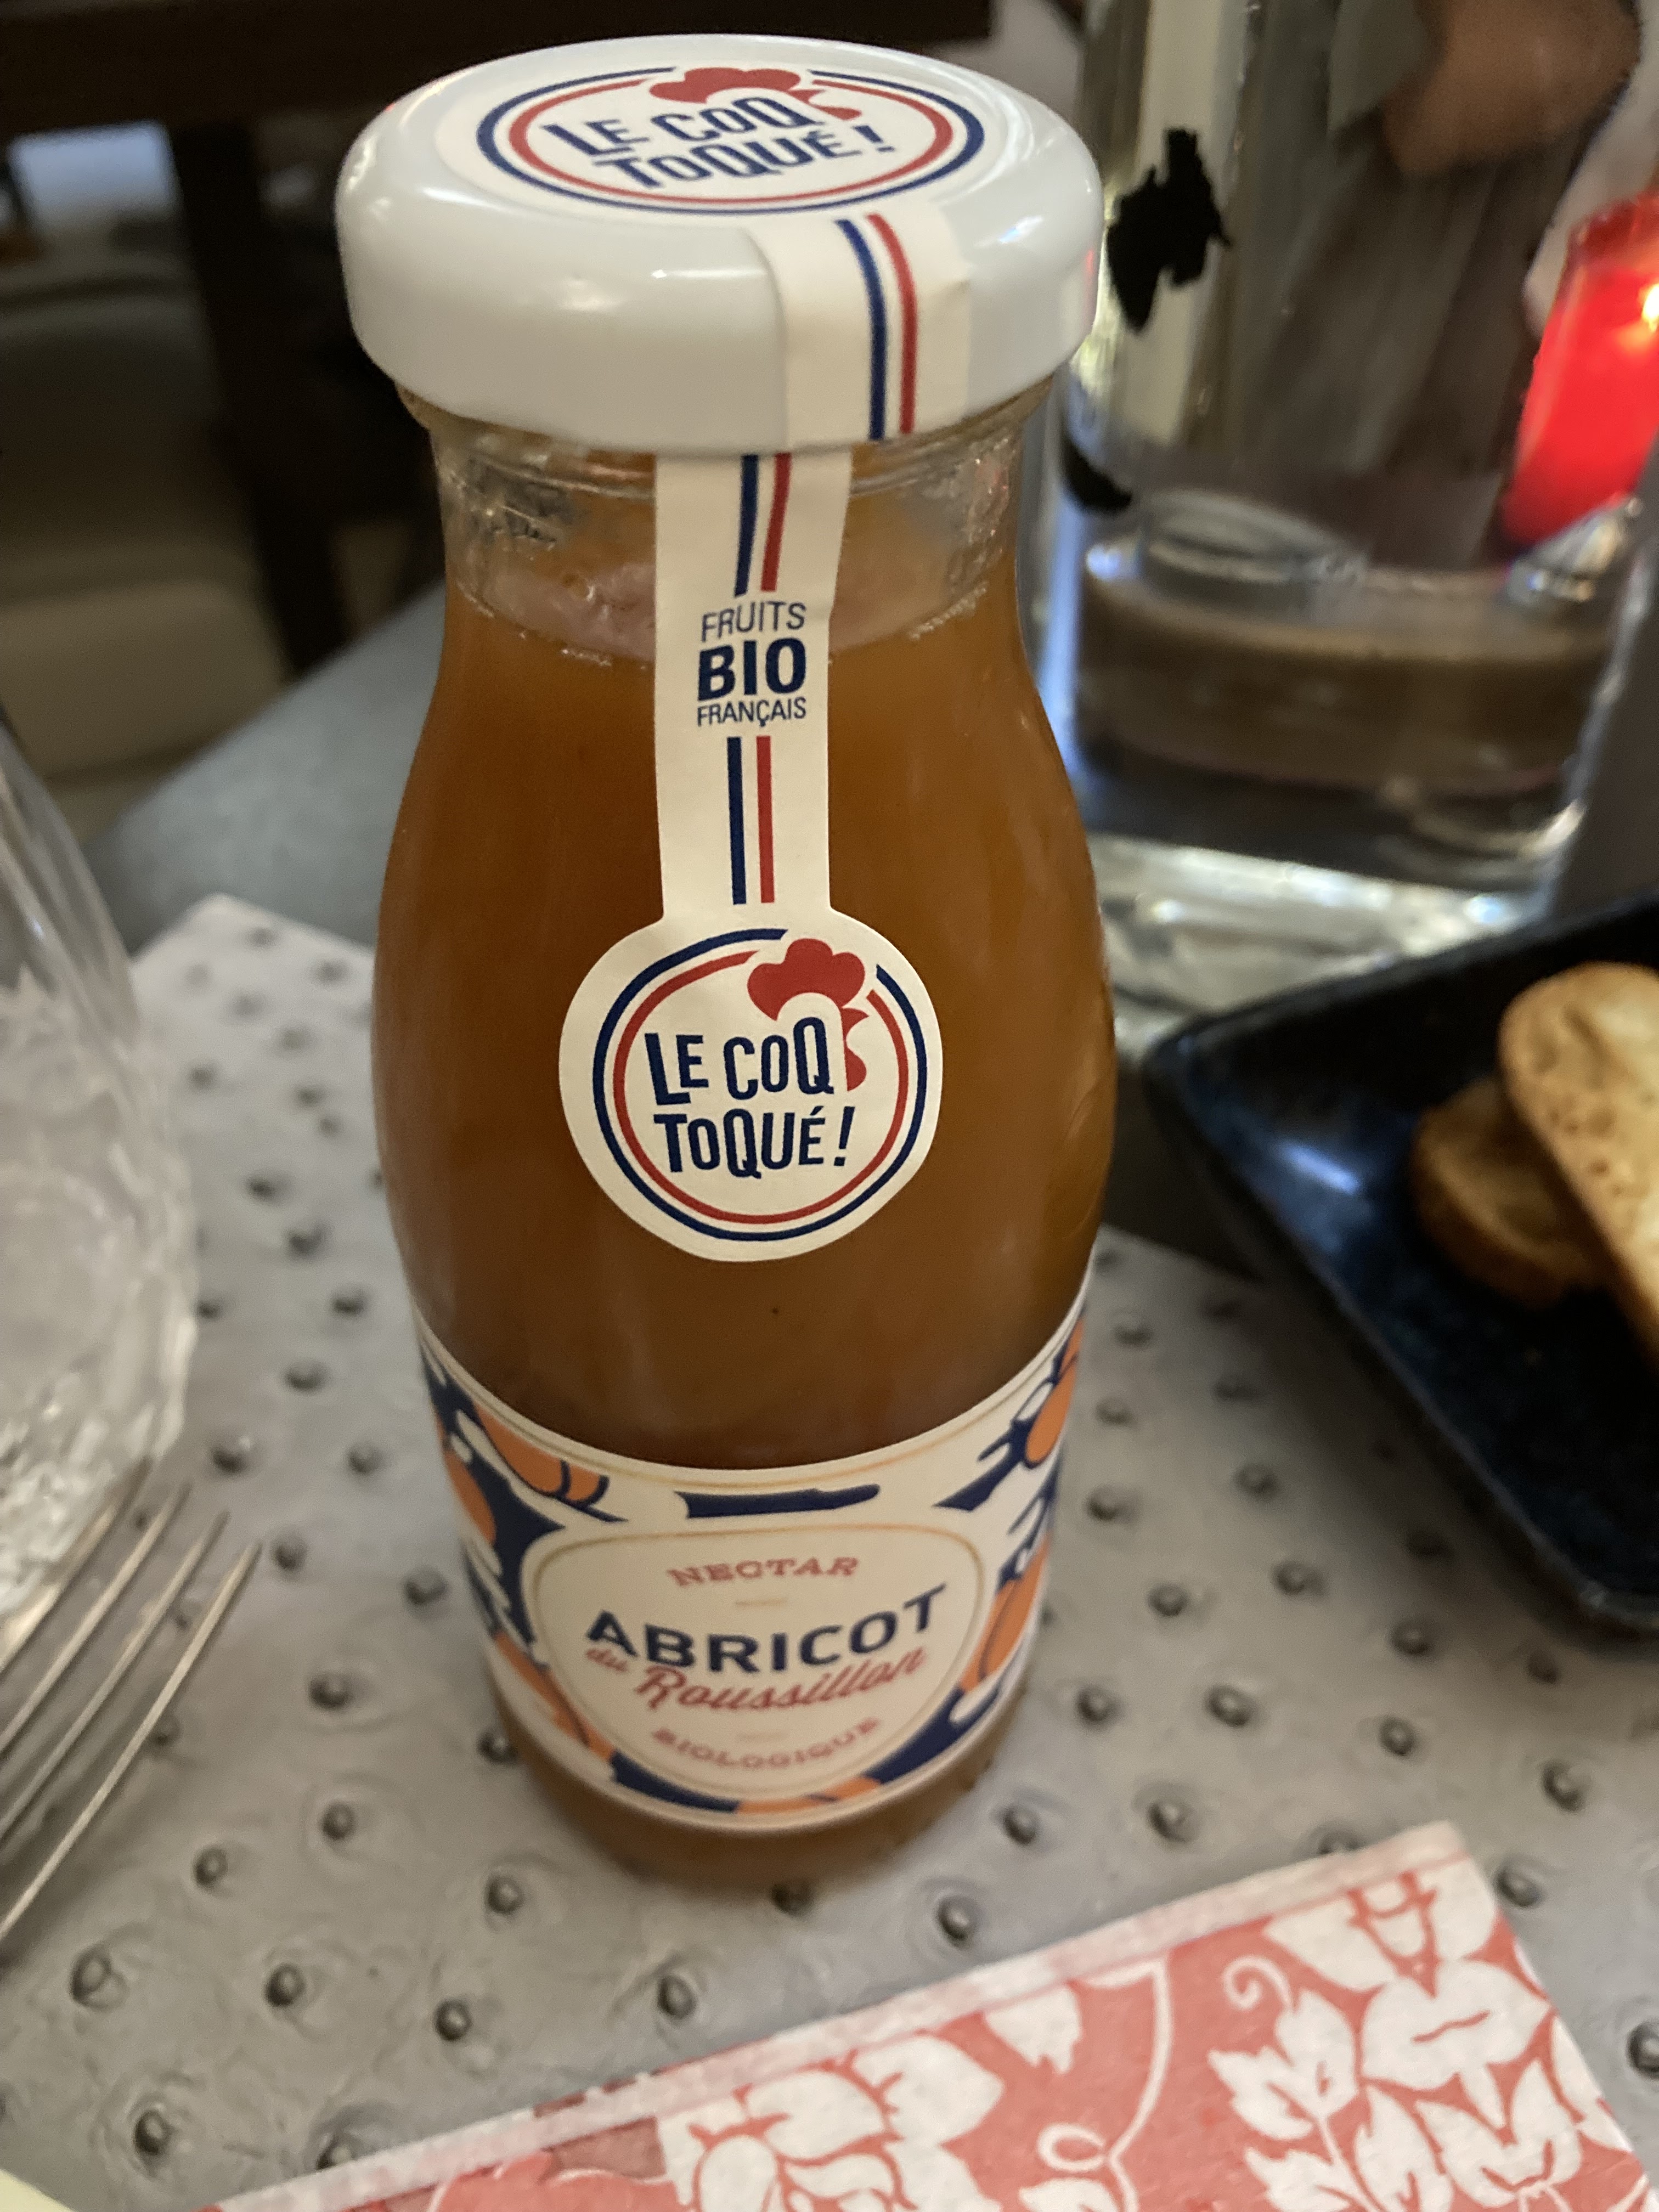 LE COQ
TOQUÉ!
FRUITS
BIO
FRANÇAIS
LE COQ
TOQUÉ!
NECTAR
ABRICOT
du Roussillon
BIOLOGIQUE